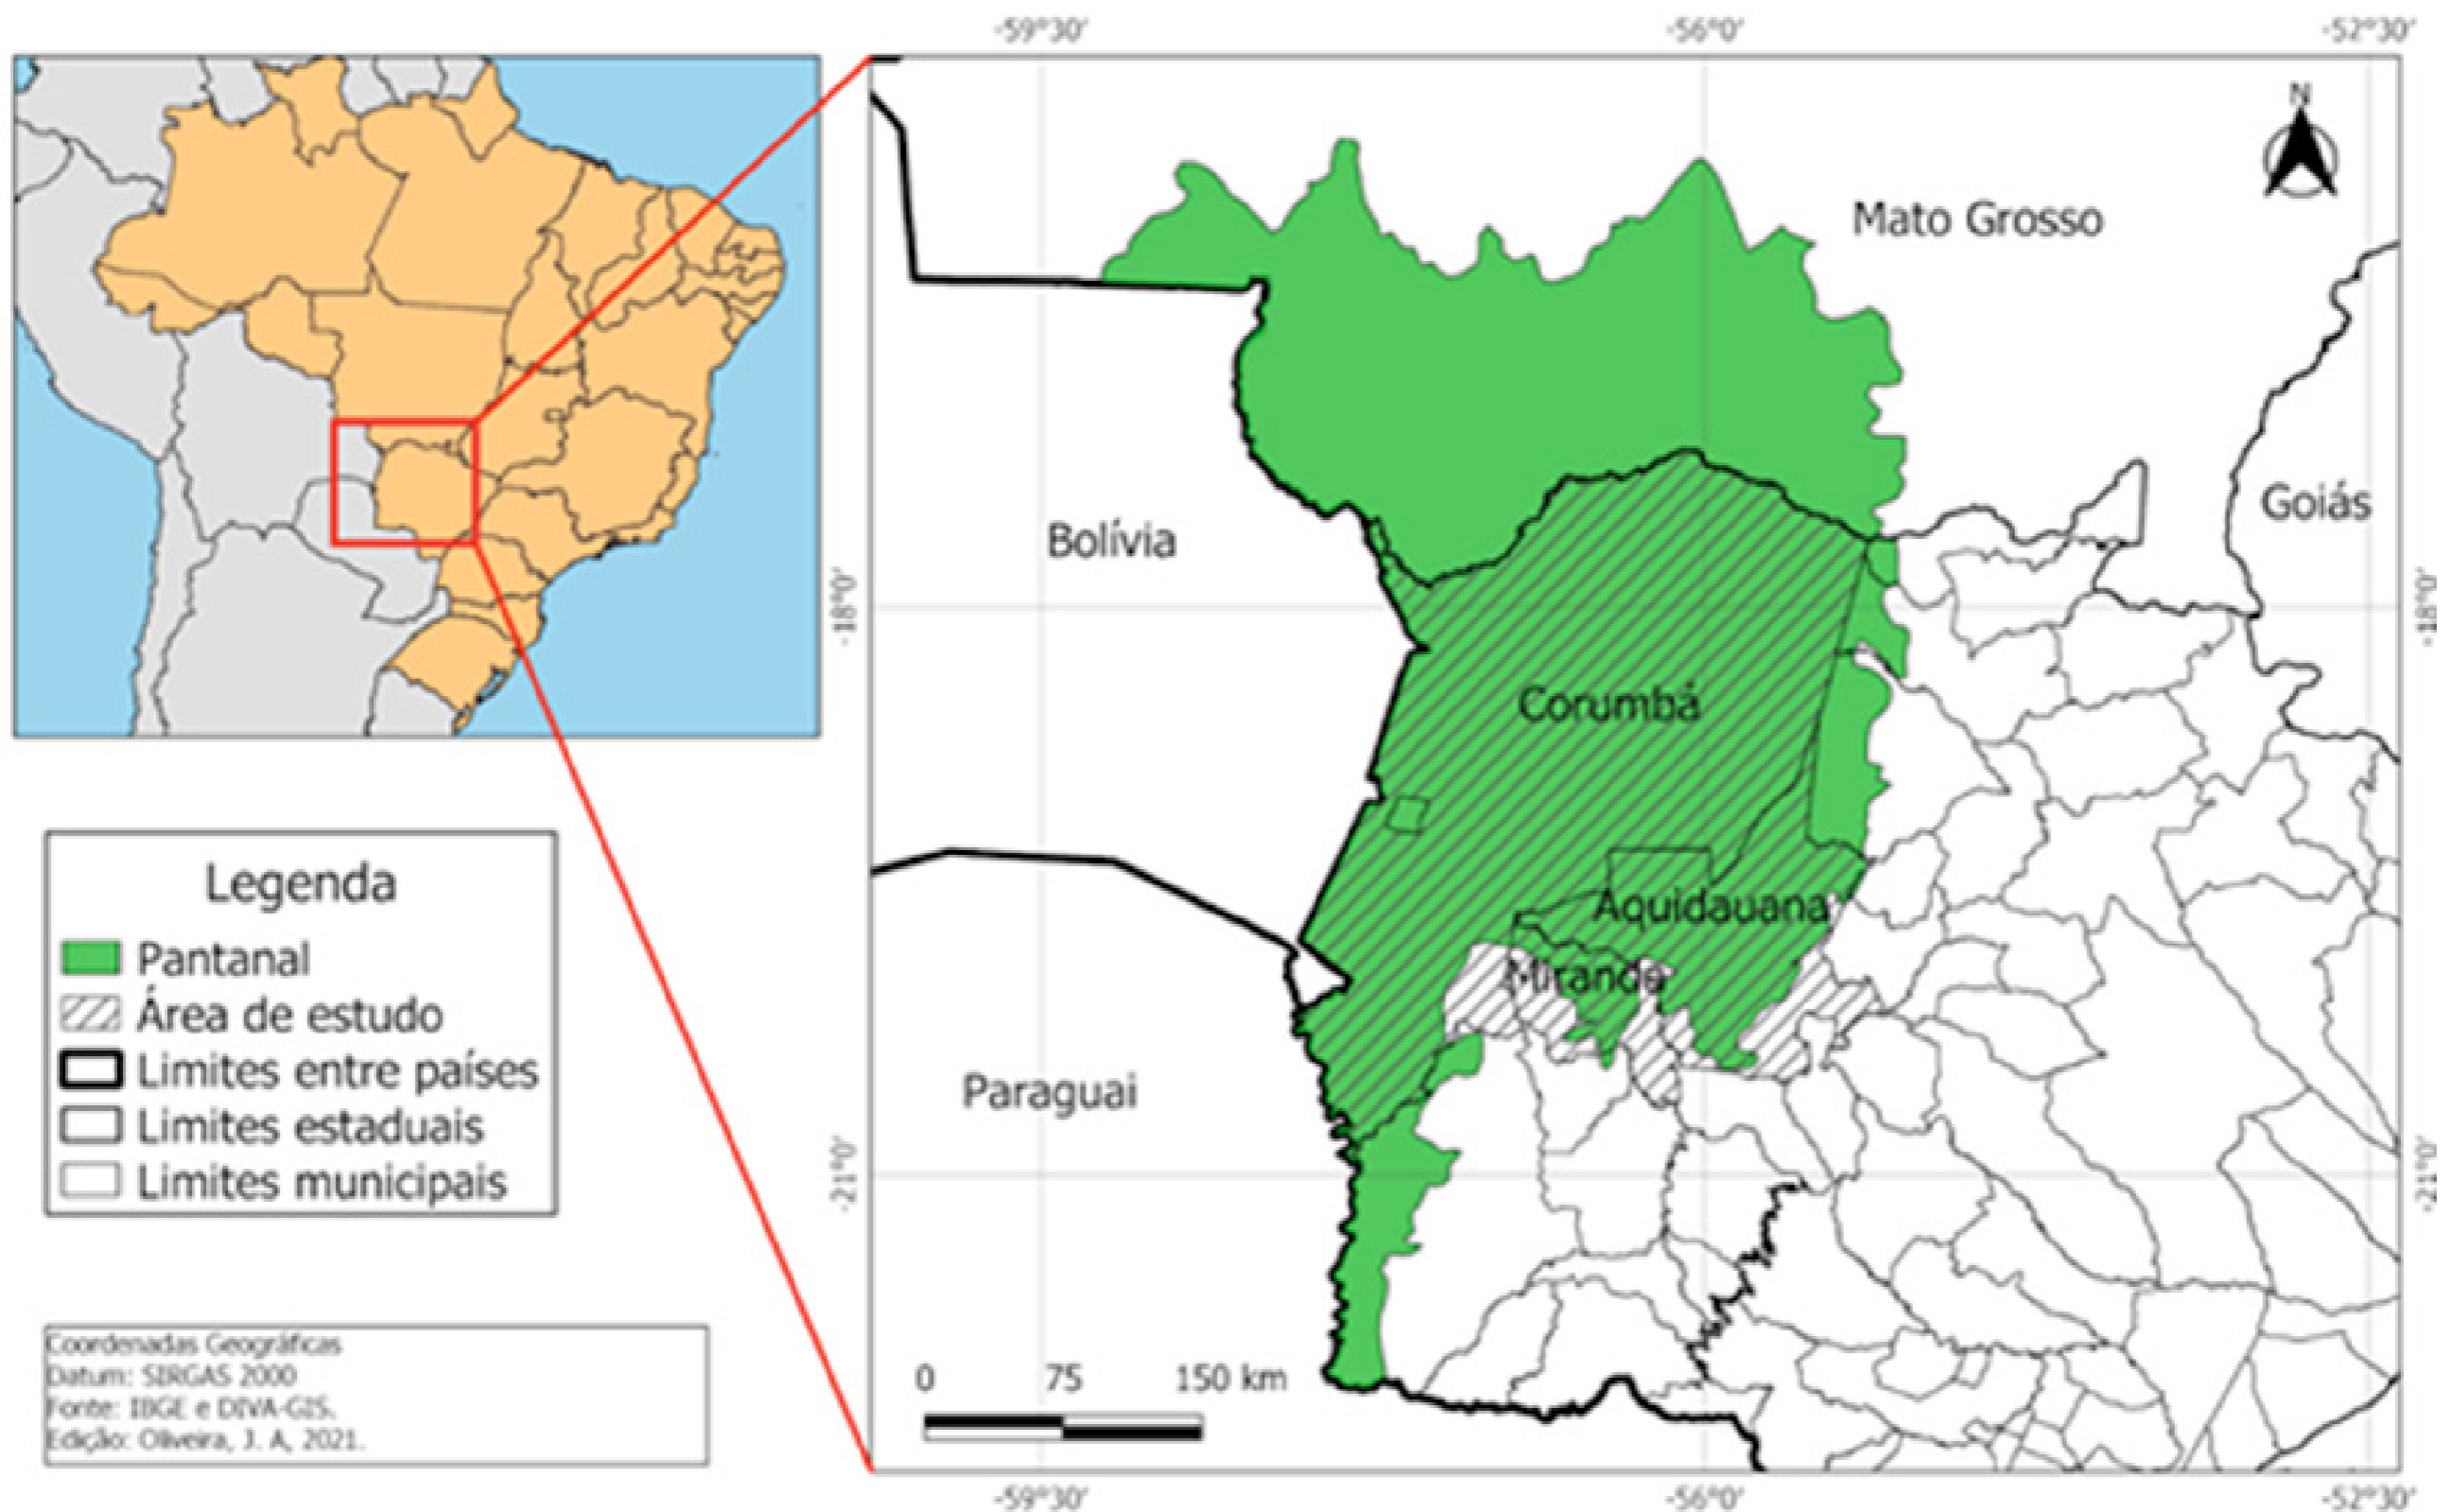 -59°30'
-56°0'
-52°30'
N
Mato Grosso
Goiás
Bolívia
-18°0'
-18°0'
Corumbá
Aquidauana
Miranda
Paraguai
-21°0'
-21°0'
0 75 150 km
-59°30'
-56°0'
-52°30'
Legenda
Pantanal
Área de estudo
Limites entre países
Limites estaduais
Limites municipais
Coordenadas Geográficas
Datum: SIRGAS 2000
Fonte: IBGE e DIVA-GIS.
Edição: Oliveira, J. A, 2021.